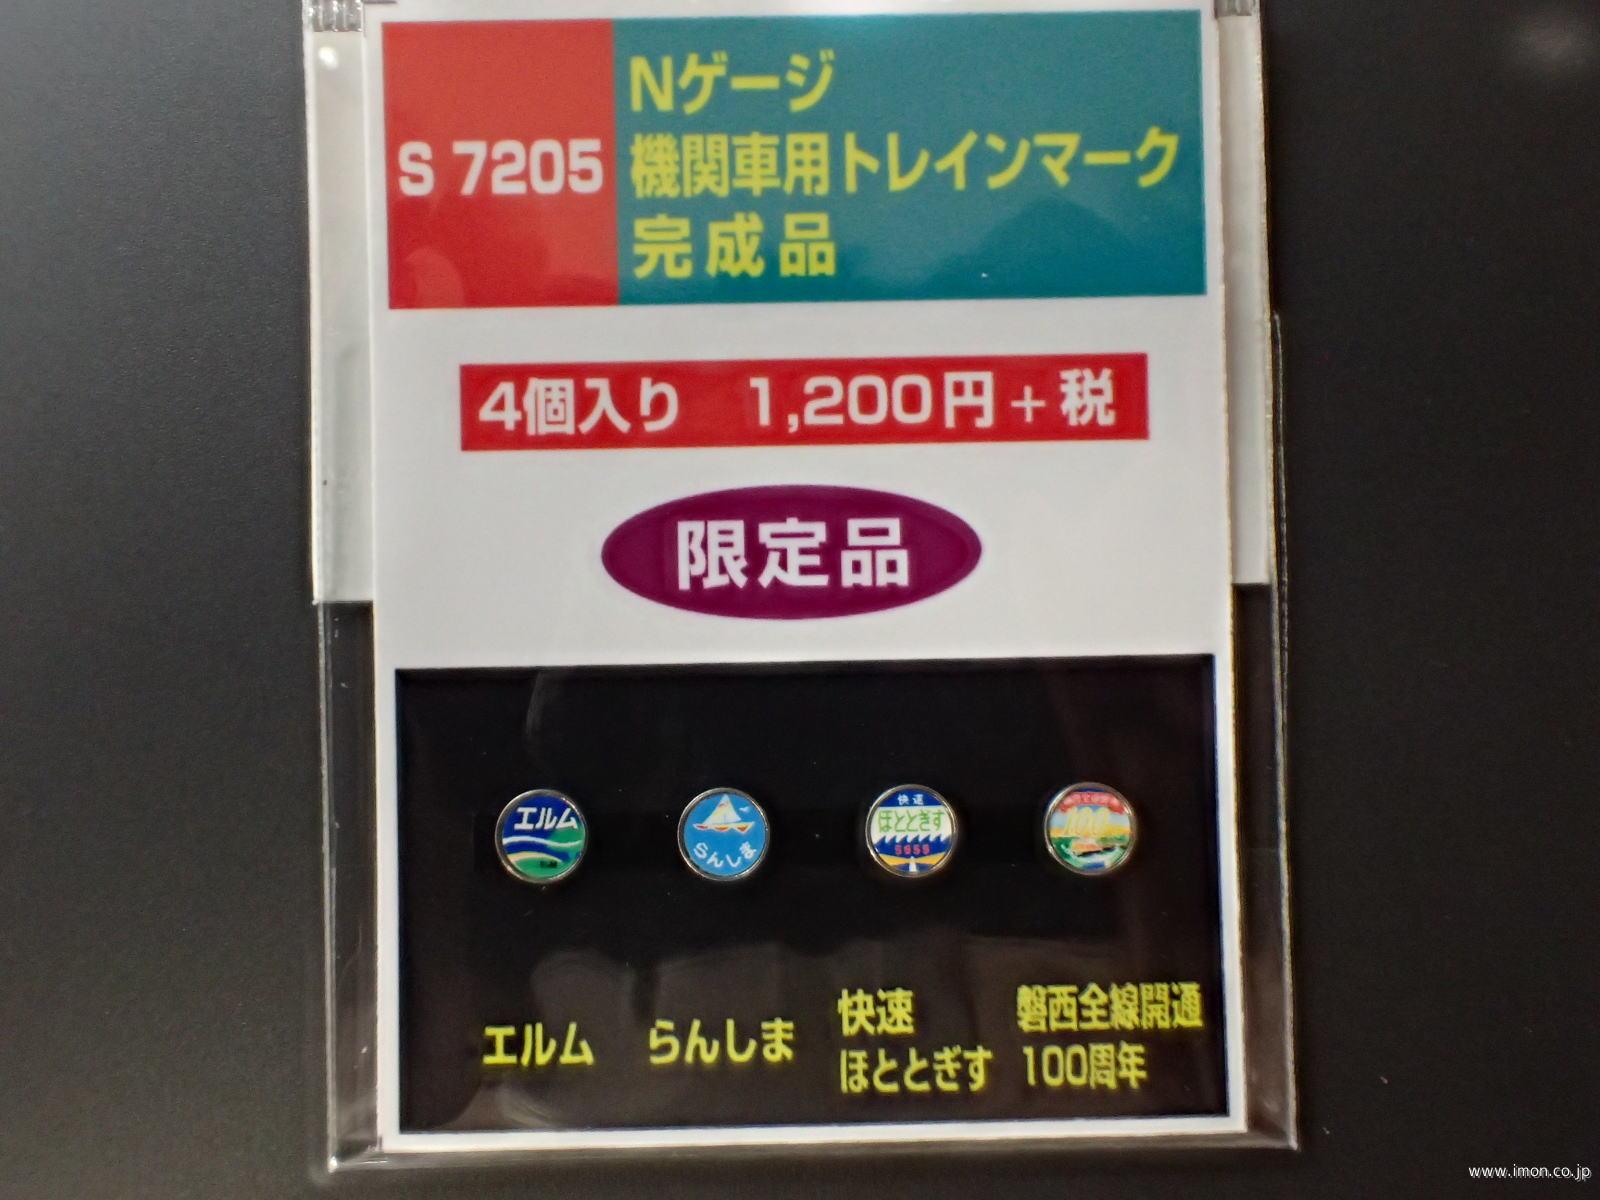 S 7205
Nゲージ
機関車用トレインマーク
完成品
4個入り 1,200円+税
限定品
エルム
らんしま
快速
ほととぎす
5959
100
エルム
らんしま
快速
ほととぎす
磐西全線開通
100周年
www.imon.co.jp